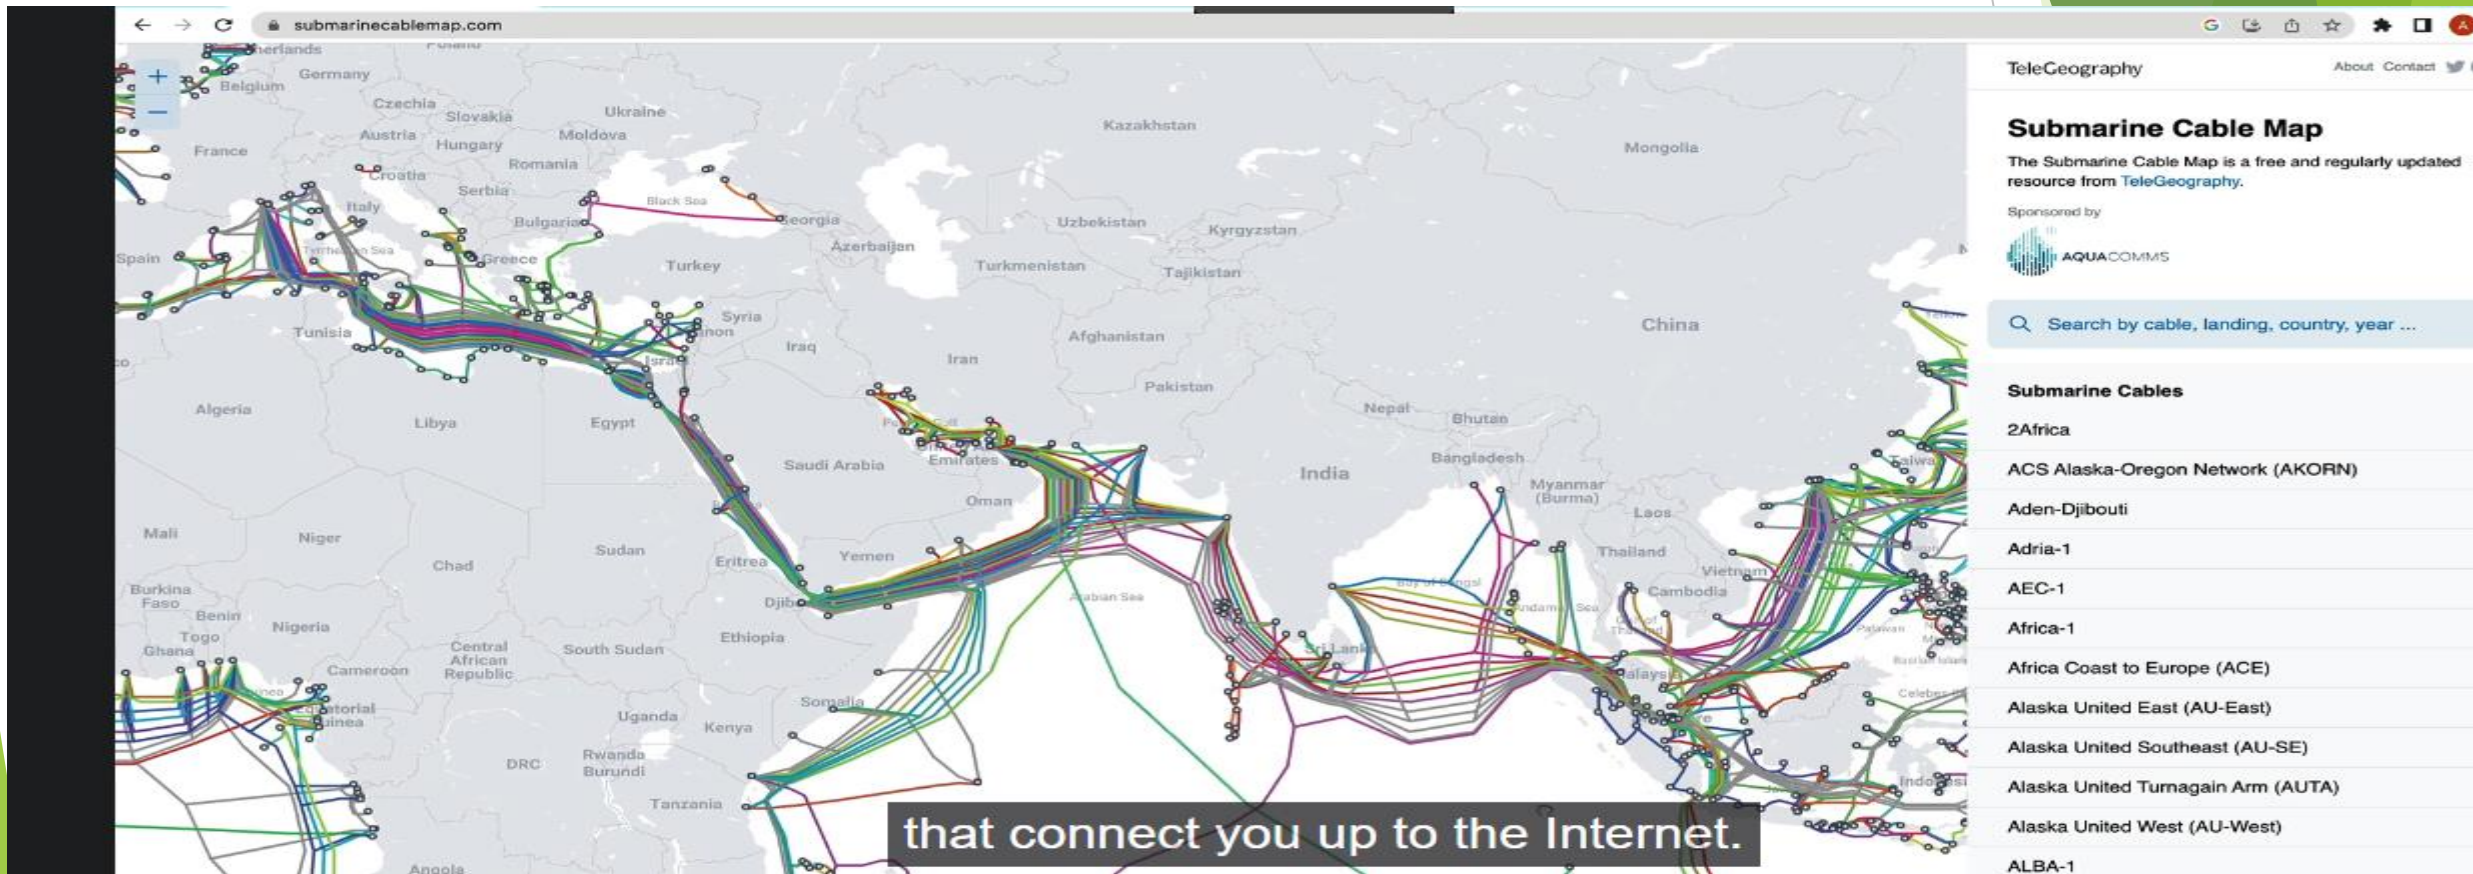 submarinecablemap.com
TeleGeography
About Contact
Submarine Cable Map
The Submarine Cable Map is a free and regularly updated
resource from TeleGeography.
Sponsored by
AQUACOMMS
Search by cable, landing, country, year ...
Submarine Cables
2Africa
ACS Alaska-Oregon Network (AKORN)
Aden-Djibouti
Adria-1
AEC-1
Africa-1
Africa Coast to Europe (ACE)
Alaska United East (AU-East)
Alaska United Southeast (AU-SE)
Alaska United Turnagain Arm (AUTA)
Alaska United West (AU-West)
ALBA-1
Belgium
Germany
Czechia
Slovakia
Ukraine
Austria
Hungary
Moldova
France
Romania
Croatia
Serbia
Italy
Bulgaria
Black Sea
Georgia
Azerbaijan
Spain
Greece
Turkey
Kazakhstan
Mongolia
Uzbekistan
Kyrgyzstan
Turkmenistan
Tajikistan
Tunisia
Syria
Iraq
Iran
Afghanistan
China
Pakistan
Algeria
Libya
Egypt
Saudi Arabia
Emirates
Oman
Nepal
Bhutan
India
Bangladesh
Myanmar
(Burma)
Laos
Mali
Niger
Chad
Sudan
Eritrea
Yemen
Thailand
Vietnam
Cambodia
Burkina
Faso
Benin
Togo
Ghana
Nigeria
Cameroon
Central
African
Republic
South Sudan
Ethiopia
Arabian Sea
Somalia
Uganda
Kenya
DRC
Rwanda
Burundi
Tanzania
Angola
that connect you up to the Internet.